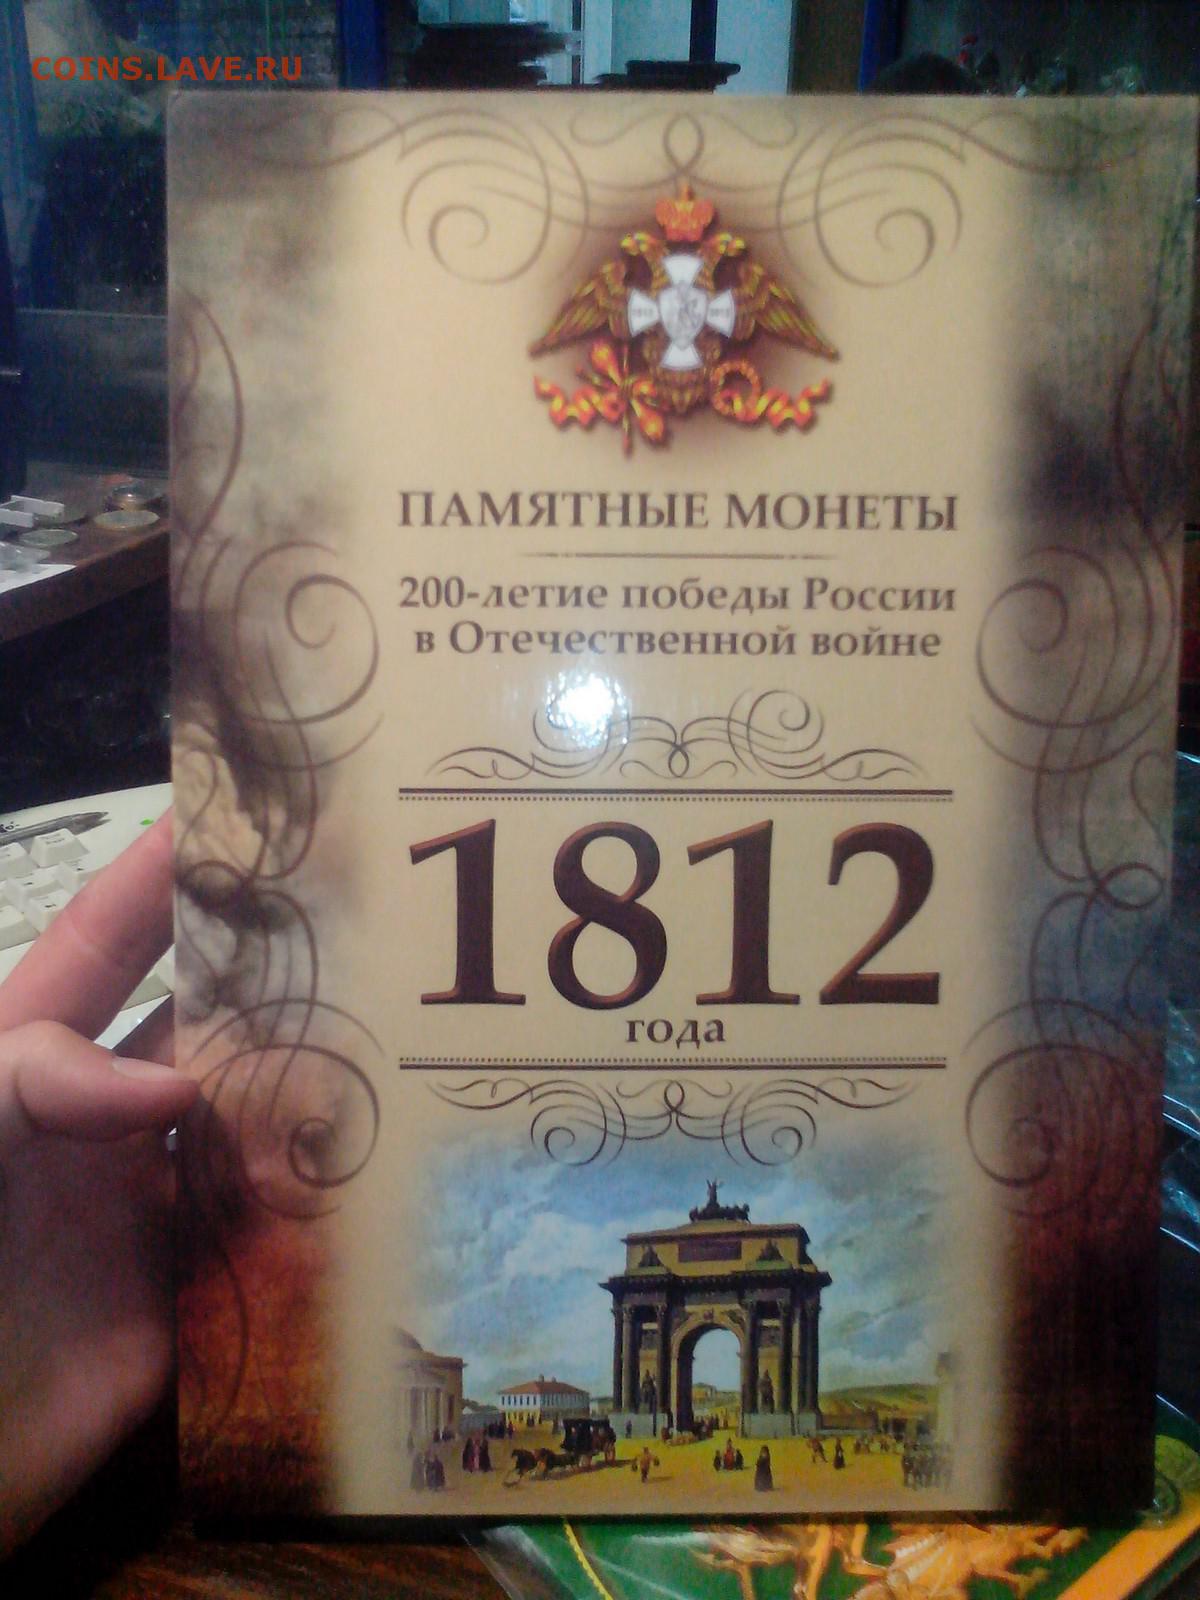 COINS.LAVE.RU
ПАМЯТНЫЕ МОНЕТЫ
200-летие победы России
в Отечественной войне
1812
года